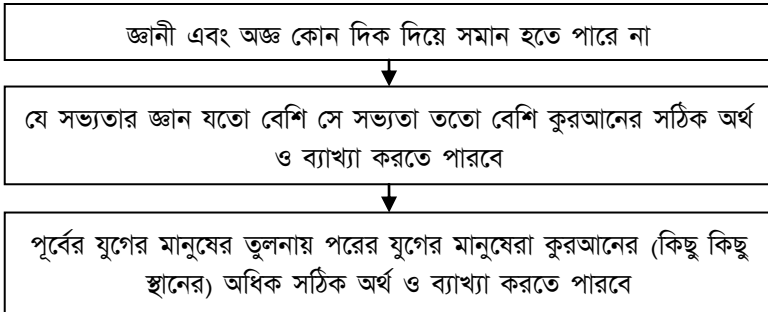 জ্ঞানী এবং অজ্ঞ কোন দিক দিয়ে সমান হতে পারে না
যে সভ্যতার জ্ঞান যতো বেশি সে সভ্যতা ততো বেশি কুরআনের সঠিক অর্থ
ও ব্যাখ্যা করতে পারবে
পূর্বের যুগের মানুষের তুলনায় পরের যুগের মানুষেরা কুরআনের (কিছু কিছু
স্থানের) অধিক সঠিক অর্থ ও ব্যাখ্যা করতে পারবে